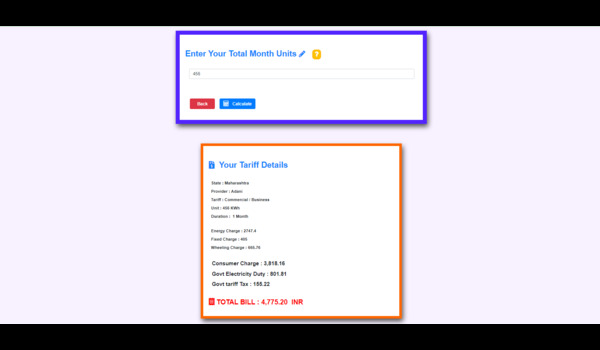 Enter Your Total Month Units ?
450
Back Calculate
Your Tariff Details
State : Maharashtra
Provider : Adani
Tariff : Commercial / Business
Unit : 450 KWh
Duration : 1 Month
Energy Charge : 2747.4
Fixed Charge : 405
Wheeling Charge : 665.76
Consumer Charge : 3,818.16
Govt Electricity Duty : 801.81
Govt tariff Tax : 155.22
TOTAL BILL : 4,775.20 INR